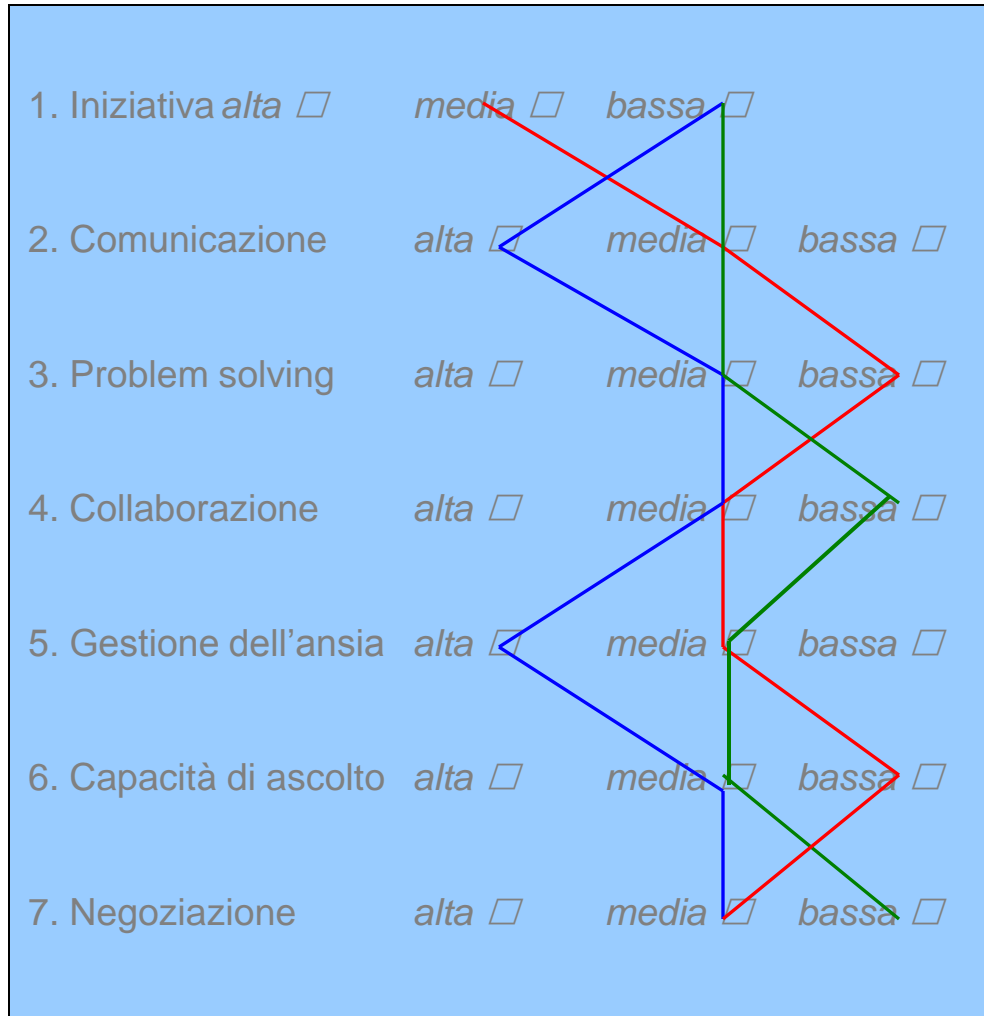 1. Iniziativa alta □ media □ bassa □
2. Comunicazione alta □ media □ bassa □
3. Problem solving alta □ media □ bassa □
4. Collaborazione alta □ media □ bassa □
5. Gestione dell’ansia alta □ media □ bassa □
6. Capacità di ascolto alta □ media □ bassa □
7. Negoziazione alta □ media □ bassa □